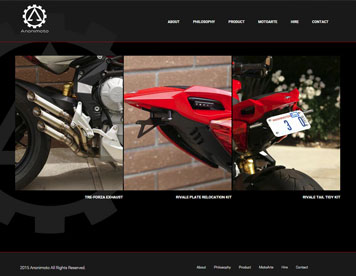 Anonimoto
ABOUT PHILOSOPHY PRODUCT MOTOARTE HIRE CONTACT
TRE-FORZA EXHAUST RIVALE PLATE RELOCATION KIT RIVALE TAIL TIDY KIT
2015 Anonimoto All Rights Reserved. About Philosophy Product MotoArte Hire Contact